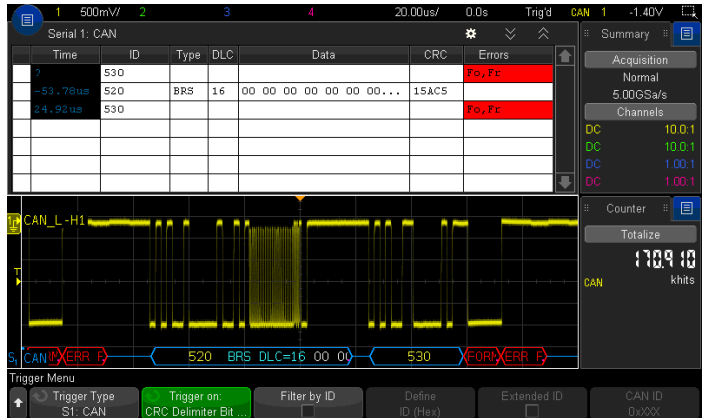 1 500mV/ 2 3 4 20.00us/ 0.0s Trig'd CAN 1 -1.40V
Serial 1: CAN
Time ID Type DLC Data CRC Errors
? 530 Fo,Fr
-53.78us 520 BRS 16 00 00 00 00 00 00... 15AC5
24.92us 530 Fo,Fr
Summary
Acquisition
Normal
5.00GSa/s
Channels
DC 10.0:1
DC 10.0:1
DC 1.00:1
DC 1.00:1
Counter
Totalize
170.910
CAN khits
1 CAN_L -H1
T
S1 CAN ERR F 520 BRS DLC=16 00 00 530 FORM ERR F
Trigger Menu
Trigger Type
S1: CAN
Trigger on:
CRC Delimiter Bit ...
Filter by ID
Define
ID (Hex)
Extended ID
CAN ID
0xXXX